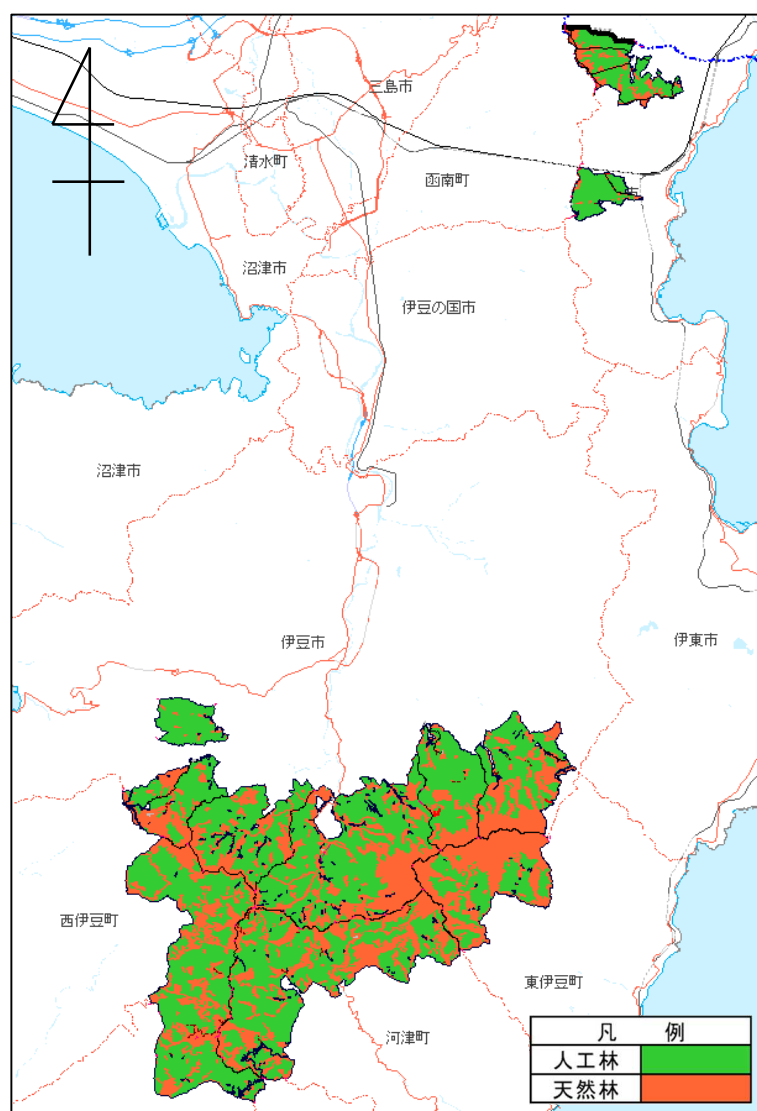 三島市
清水町
函南町
沼津市
伊豆の国市
沼津市
伊豆市
伊東市
西伊豆町
東伊豆町
河津町
凡 例
人工林
天然林